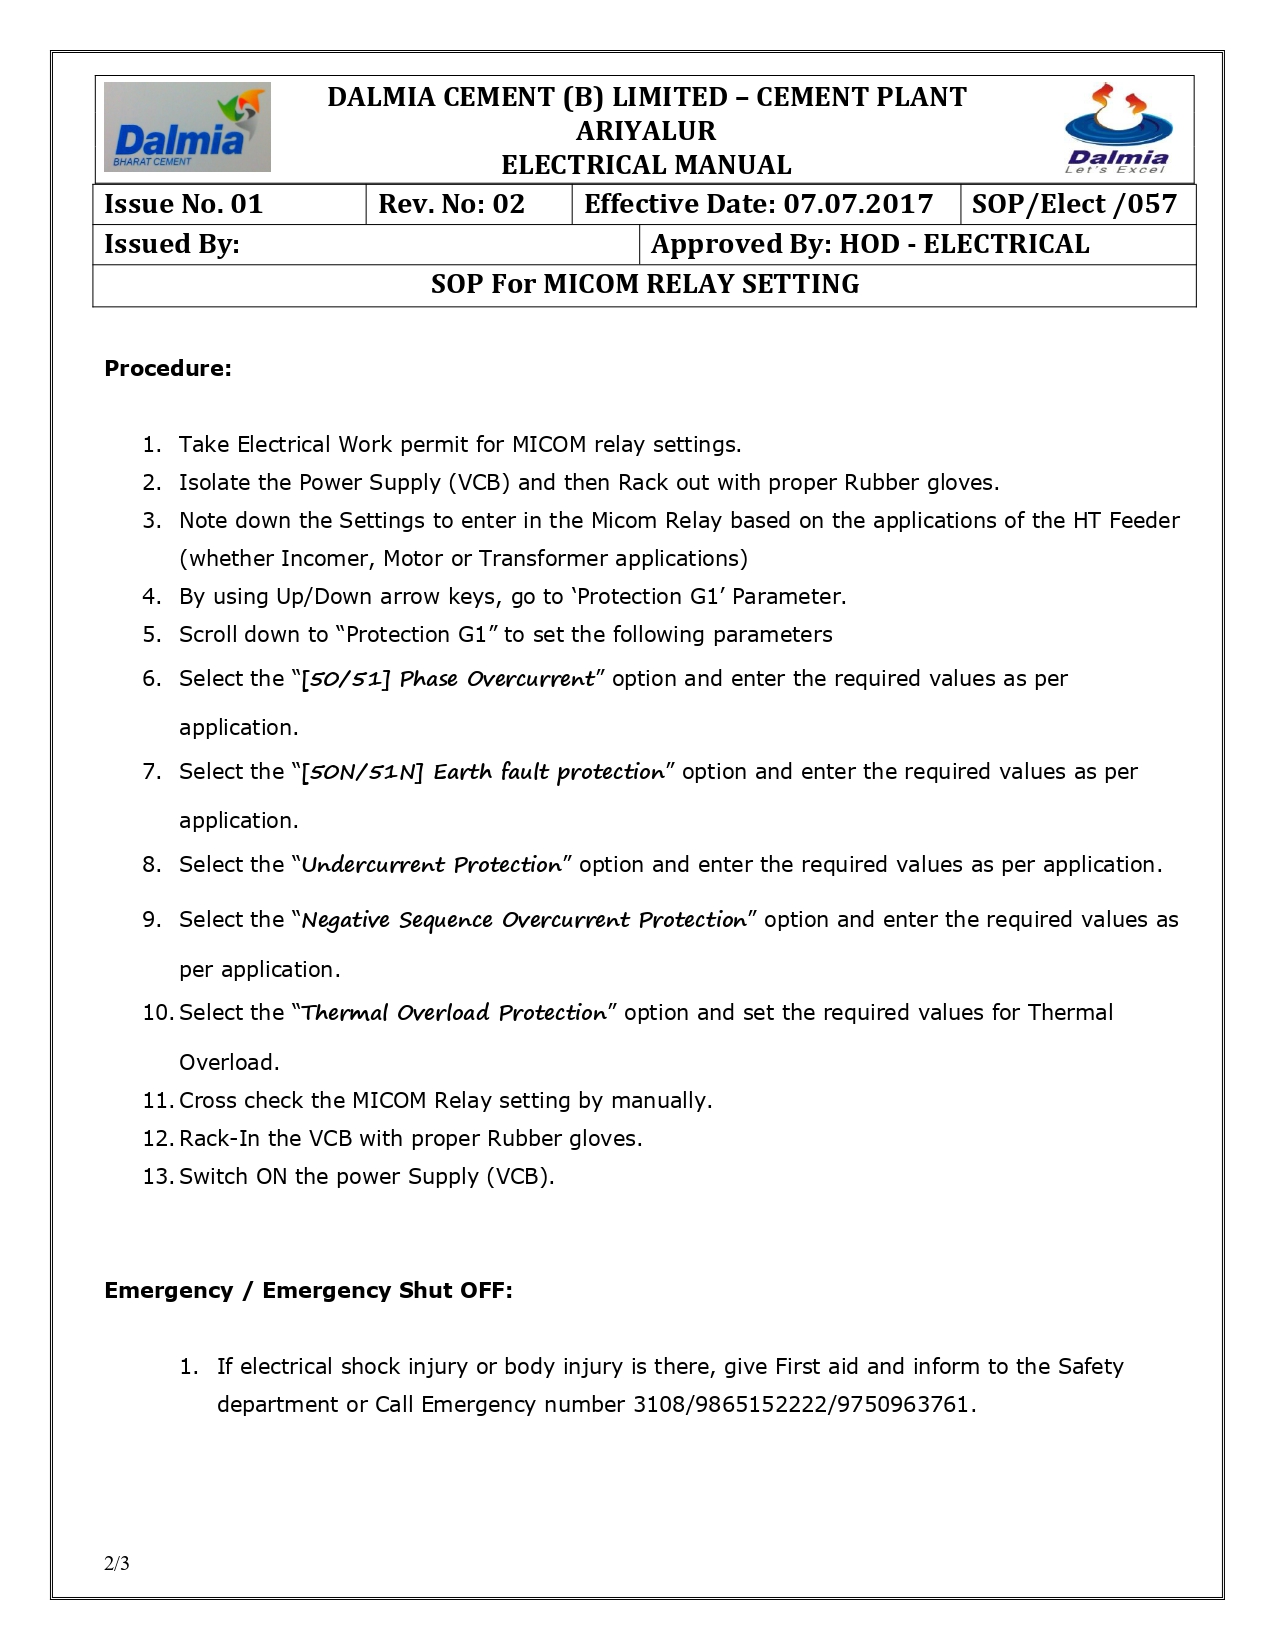 Dalmia
BHARAT CEMENT
DALMIA CEMENT (B) LIMITED – CEMENT PLANT
ARIYALUR
ELECTRICAL MANUAL
Dalmia
Let's Excel
Issue No. 01 Rev. No: 02 Effective Date: 07.07.2017 SOP/Elect /057
Issued By: Approved By: HOD - ELECTRICAL
SOP For MICOM RELAY SETTING
Procedure:
1. Take Electrical Work permit for MICOM relay settings.
2. Isolate the Power Supply (VCB) and then Rack out with proper Rubber gloves.
3. Note down the Settings to enter in the Micom Relay based on the applications of the HT Feeder
(whether Incomer, Motor or Transformer applications)
4. By using Up/Down arrow keys, go to ‘Protection G1’ Parameter.
5. Scroll down to “Protection G1” to set the following parameters
6. Select the “[50/51] Phase Overcurrent” option and enter the required values as per
application.
7. Select the “[50N/51N] Earth fault protection” option and enter the required values as per
application.
8. Select the “Undercurrent Protection” option and enter the required values as per application.
9. Select the “Negative Sequence Overcurrent Protection” option and enter the required values as
per application.
10. Select the “Thermal Overload Protection” option and set the required values for Thermal
Overload.
11. Cross check the MICOM Relay setting by manually.
12. Rack-In the VCB with proper Rubber gloves.
13. Switch ON the power Supply (VCB).
Emergency / Emergency Shut OFF:
1. If electrical shock injury or body injury is there, give First aid and inform to the Safety
department or Call Emergency number 3108/9865152222/9750963761.
2/3